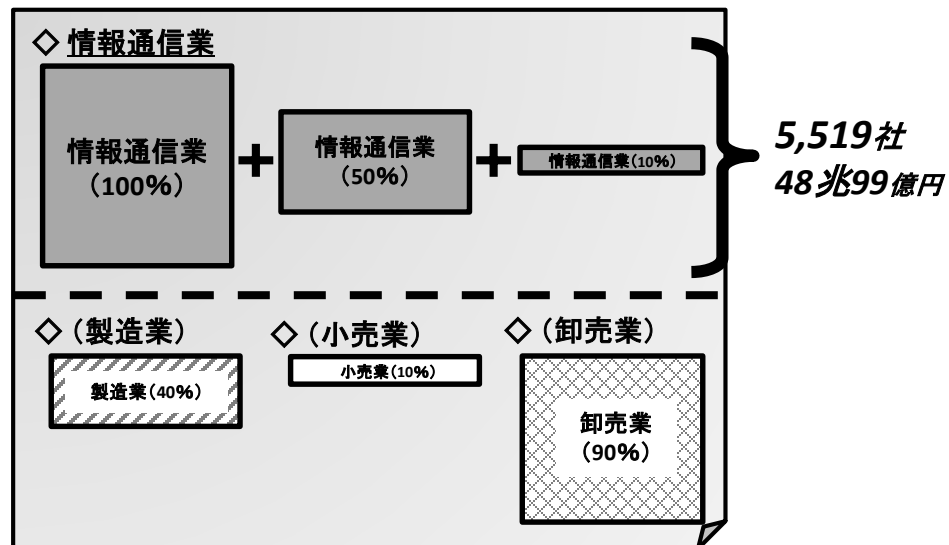 ◇ 情報通信業
情報通信業
（100%）
+
情報通信業
（50%）
+
情報通信業（10%）
5,519社
48兆99億円
◇（製造業）
製造業（40%）
◇（小売業）
小売業（10%）
◇（卸売業）
卸売業
（90%）